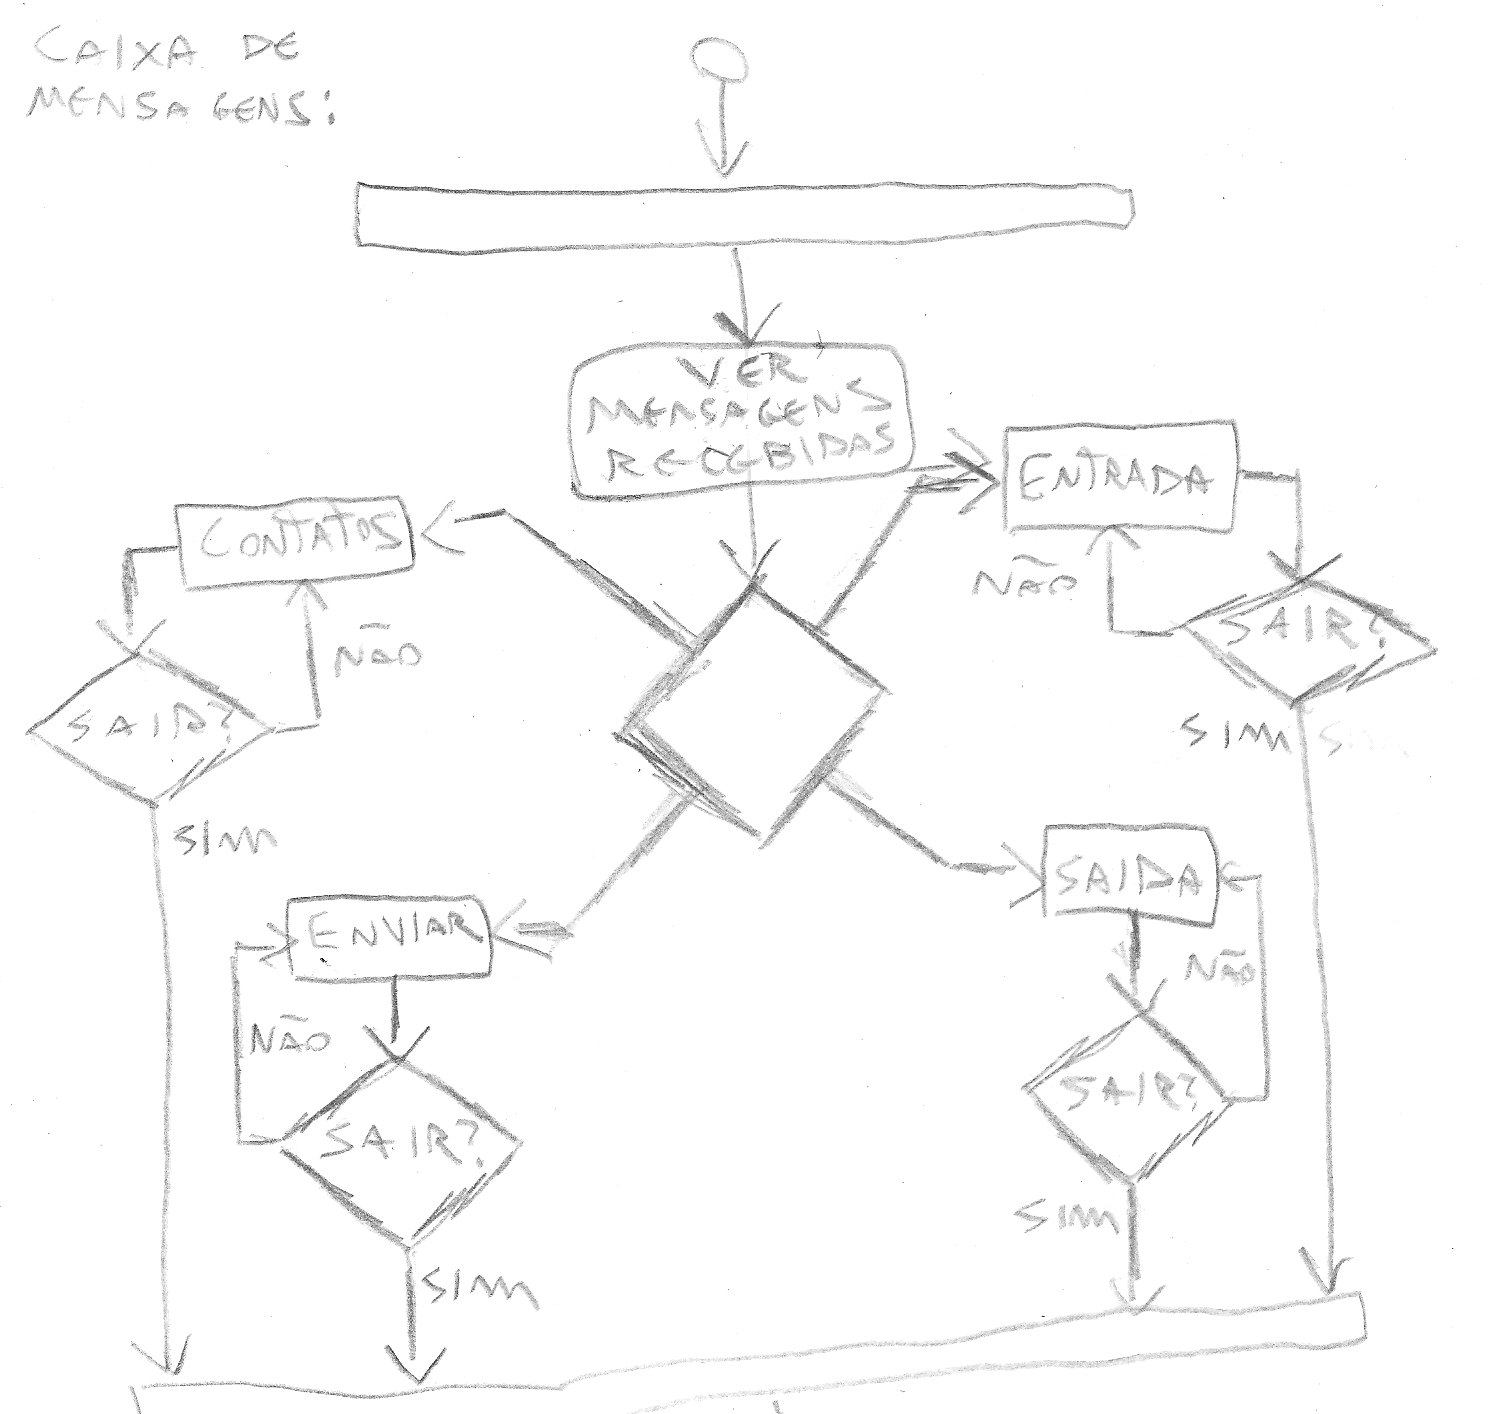 CAIXA DE
MENSAGENS:
VER
MENSAGENS
RECEBIDAS
ENTRADA
CONTATOS
NÃO
SAIR?
NÃO
SAIR?
SIM
SIM
SAIDA
ENVIAR
NÃO
NÃO
SAIR?
SAIR?
SIM
SIM